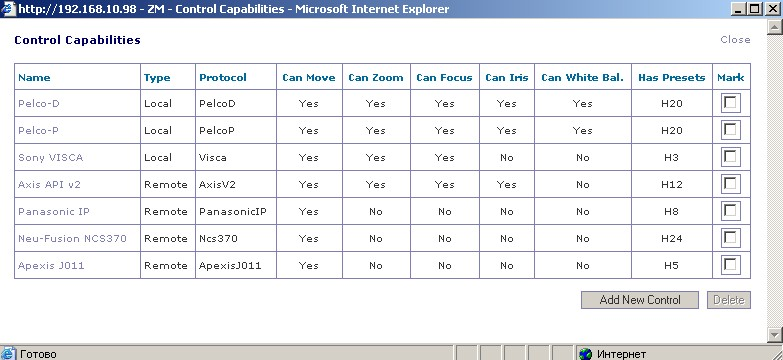 http://192.168.10.98 - ZM - Control Capabilities - Microsoft Internet Explorer
Control Capabilities Close
Name Type Protocol Can Move Can Zoom Can Focus Can Iris Can White Bal. Has Presets Mark
Pelco-D Local PelcoD Yes Yes Yes Yes Yes H20
Pelco-P Local PelcoP Yes Yes Yes Yes Yes H20
Sony VISCA Local Visca Yes Yes Yes No No H3
Axis API v2 Remote AxisV2 Yes Yes Yes Yes No H12
Panasonic IP Remote PanasonicIP Yes No No No No H8
Neu-Fusion NCS370 Remote Ncs370 Yes No No No No H24
Apexis J011 Remote ApexisJ011 Yes No No No No H5
Add New Control Delete
Готово Интернет